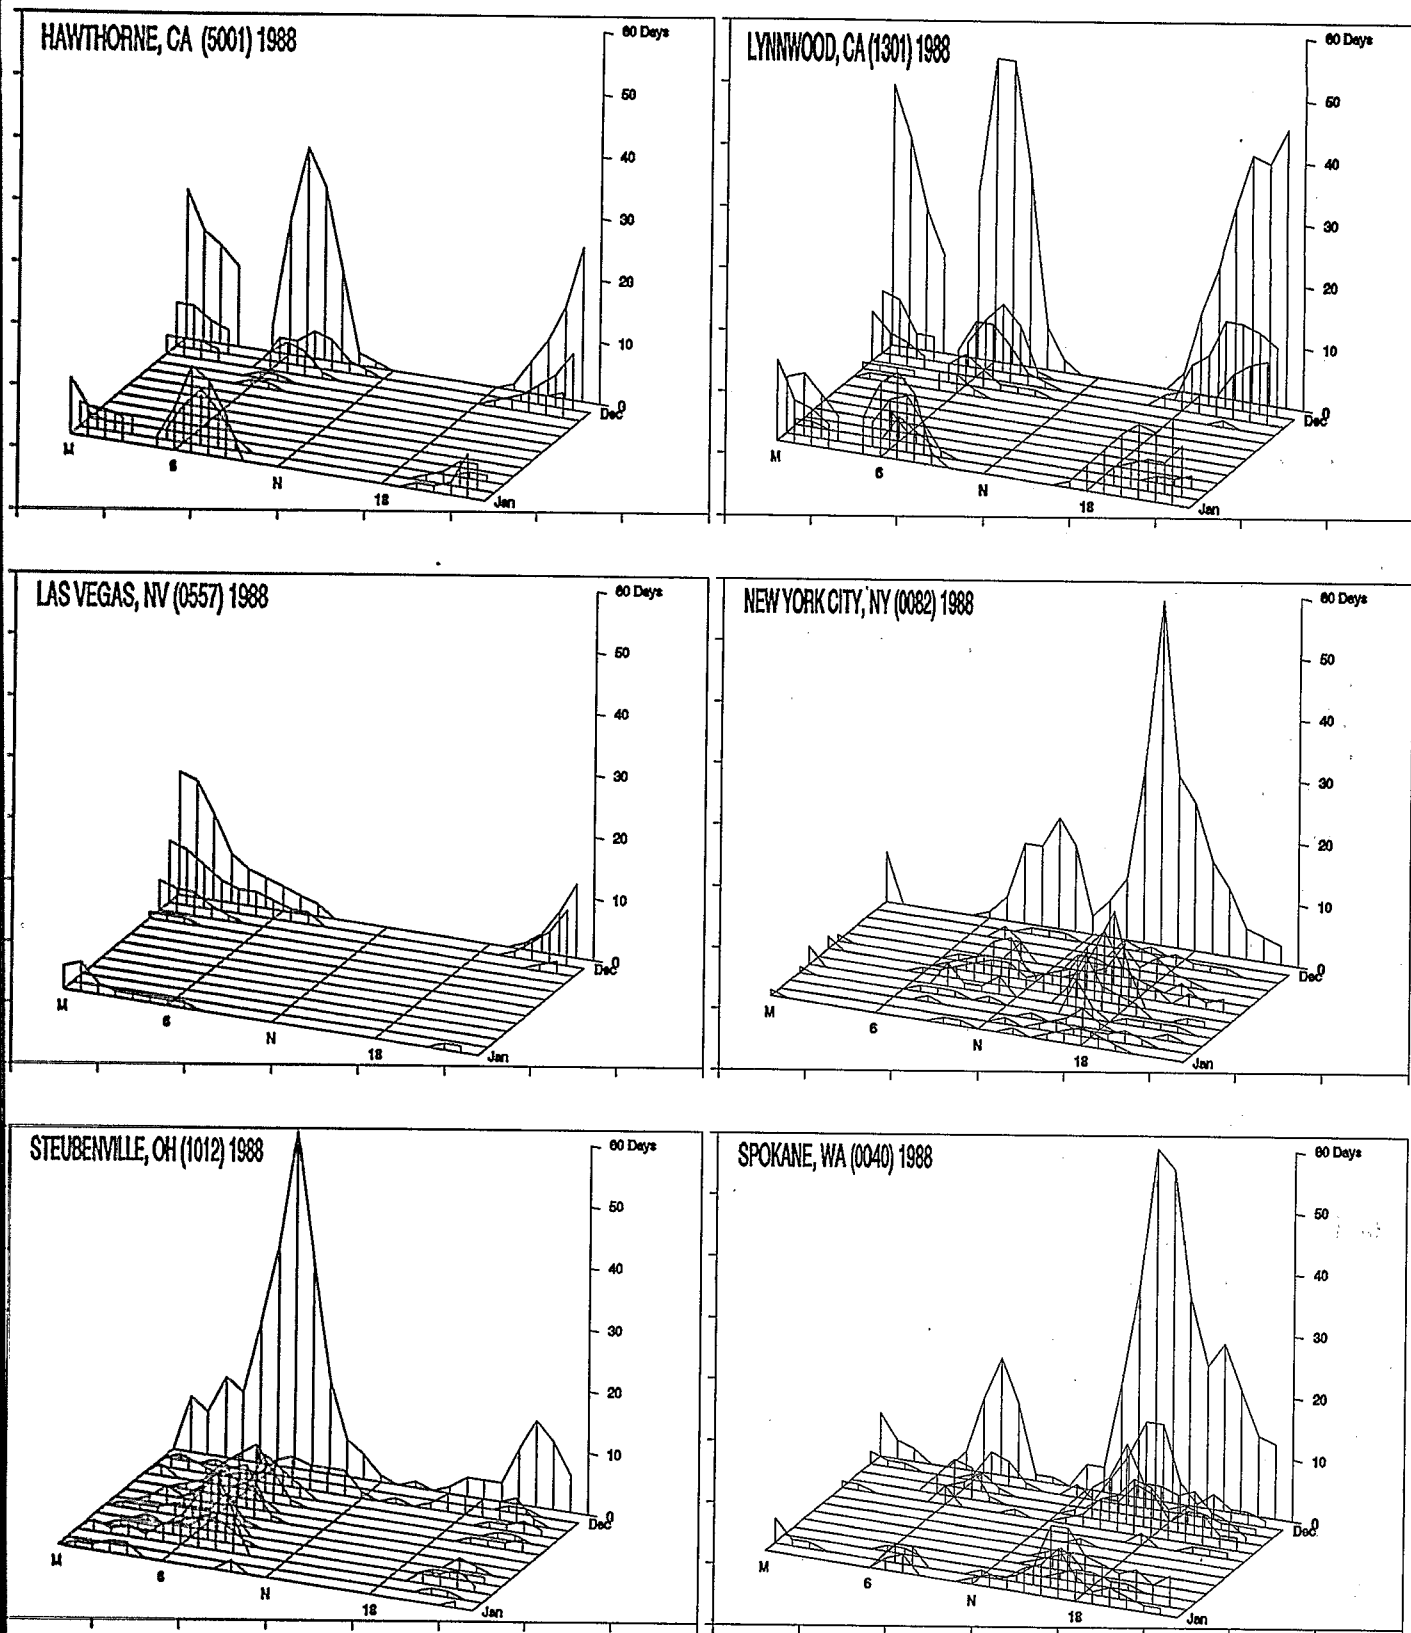 HAWTHORNE, CA (5001) 1988
60 Days
50
40
30
20
10
0
Dec
M
6
N
18
Jan
LYNNWOOD, CA (1301) 1988
60 Days
50
40
30
20
10
0
Dec
M
6
N
18
Jan
LAS VEGAS, NV (0557) 1988
60 Days
50
40
30
20
10
0
Dec
M
6
N
18
Jan
NEW YORK CITY, NY (0082) 1988
60 Days
50
40
30
20
10
0
Dec
M
6
N
18
Jan
STEUBENVILLE, OH (1012) 1988
60 Days
50
40
30
20
10
0
Dec
M
6
N
18
Jan
SPOKANE, WA (0040) 1988
60 Days
50
40
30
20
10
0
Dec
M
6
N
18
Jan